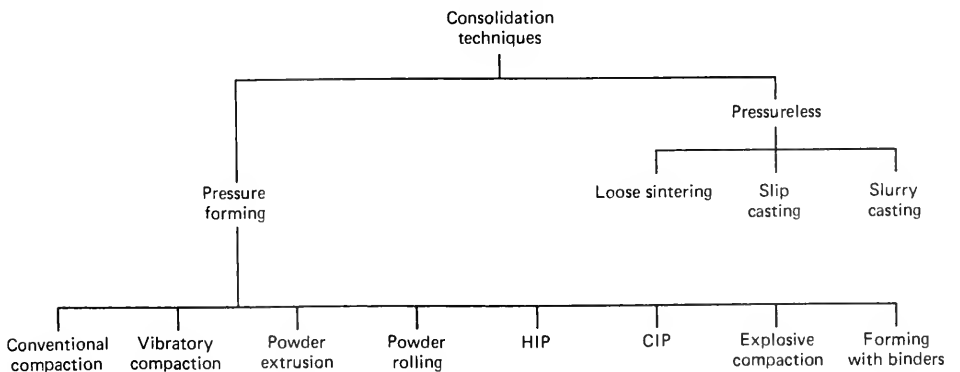 Consolidation
techniques
Pressureless
Pressure
forming
Loose sintering
Slip
casting
Slurry
casting
Conventional
compaction
Vibratory
compaction
Powder
extrusion
Powder
rolling
HIP
CIP
Explosive
compaction
Forming
with binders